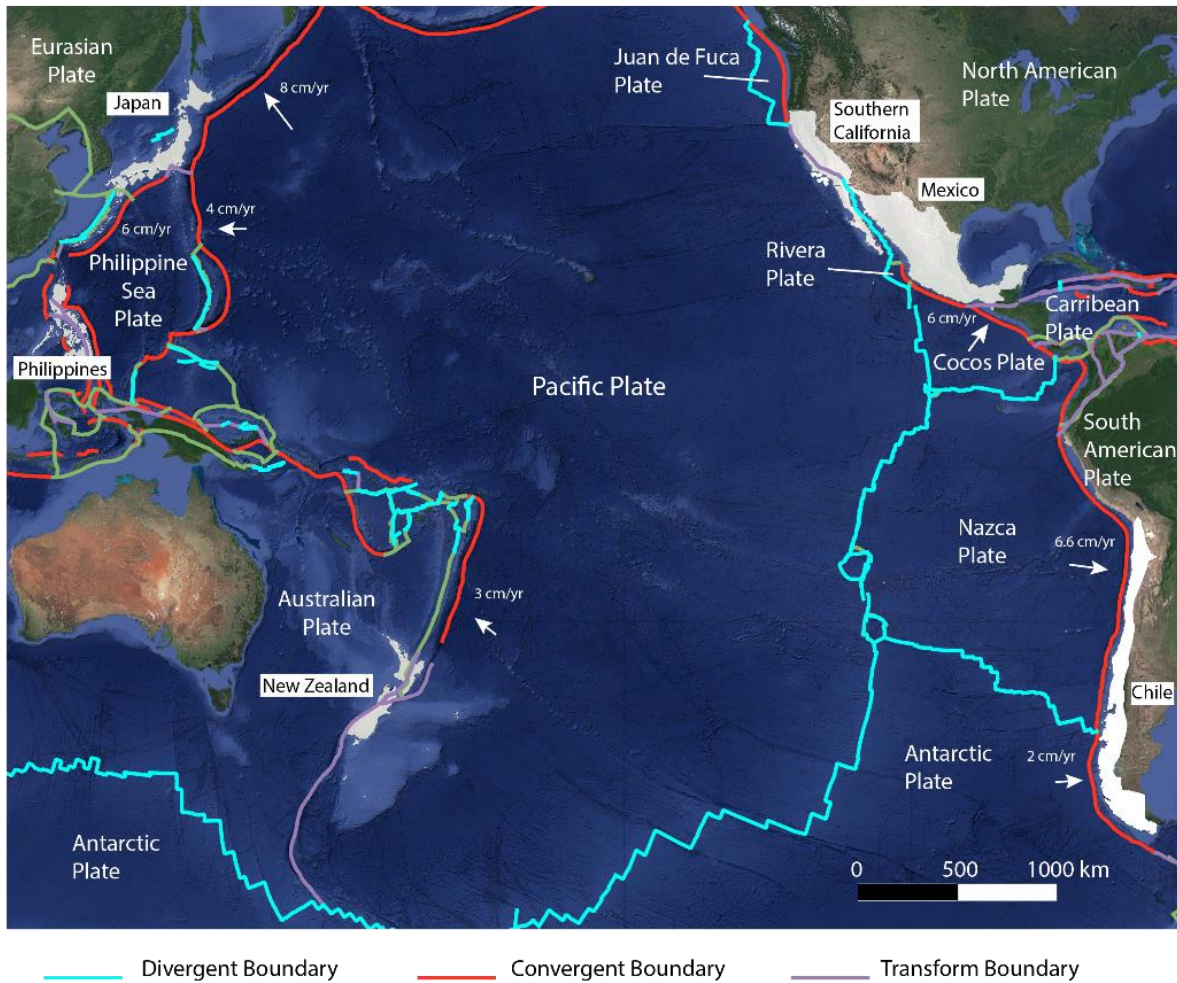 Eurasian
Plate
Japan
8 cm/yr
Juan de Fuca
Plate
North American
Plate
Southern
California
Mexico
4 cm/yr
6 cm/yr
Philippine
Sea
Plate
Rivera
Plate
Carribean
Plate
6 cm/yr
Cocos Plate
Philippines
Pacific Plate
South
American
Plate
Nazca
Plate
6.6 cm/yr
Australian
Plate
3 cm/yr
New Zealand
Chile
Antarctic
Plate
2 cm/yr
Antarctic
Plate
0 500 1000 km
Divergent Boundary
Convergent Boundary
Transform Boundary